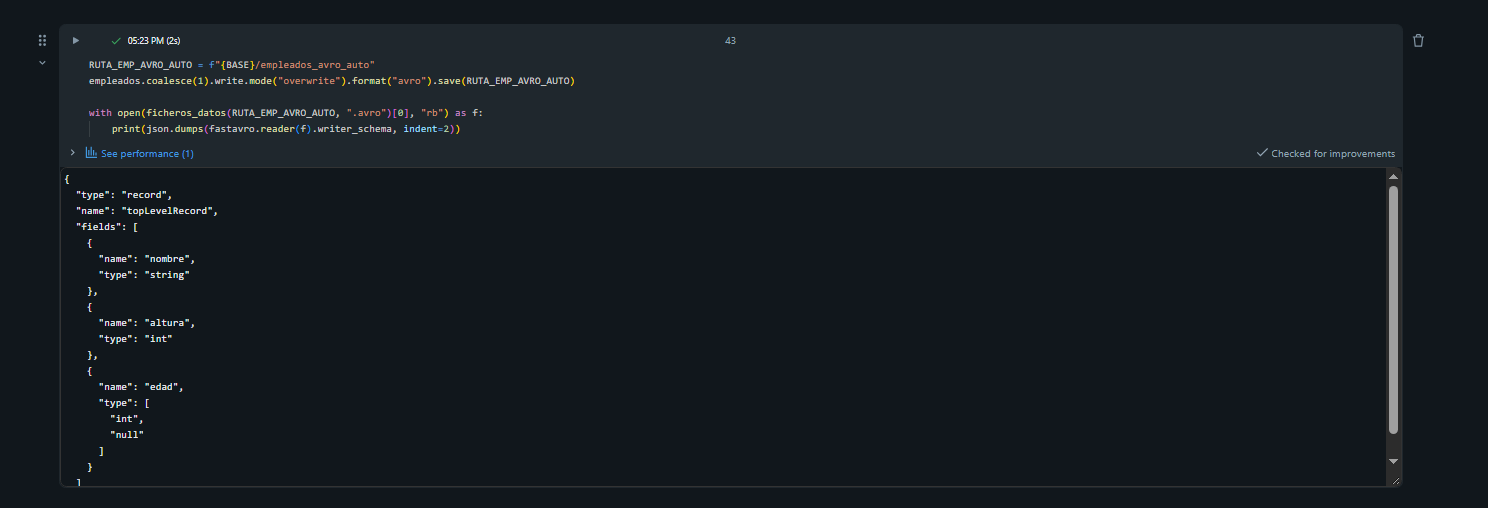 05:23 PM (2s)
43
RUTA_EMP_AVRO_AUTO = f"{BASE}/empleados_avro_auto"
empleados.coalesce(1).write.mode("overwrite").format("avro").save(RUTA_EMP_AVRO_AUTO)
with open(ficheros_datos(RUTA_EMP_AVRO_AUTO, ".avro")[0], "rb") as f:
    print(json.dumps(fastavro.reader(f).writer_schema, indent=2))
See performance (1)
Checked for improvements
{
  "type": "record",
  "name": "topLevelRecord",
  "fields": [
    {
      "name": "nombre",
      "type": "string"
    },
    {
      "name": "altura",
      "type": "int"
    },
    {
      "name": "edad",
      "type": [
        "int",
        "null"
      ]
    }
  ]